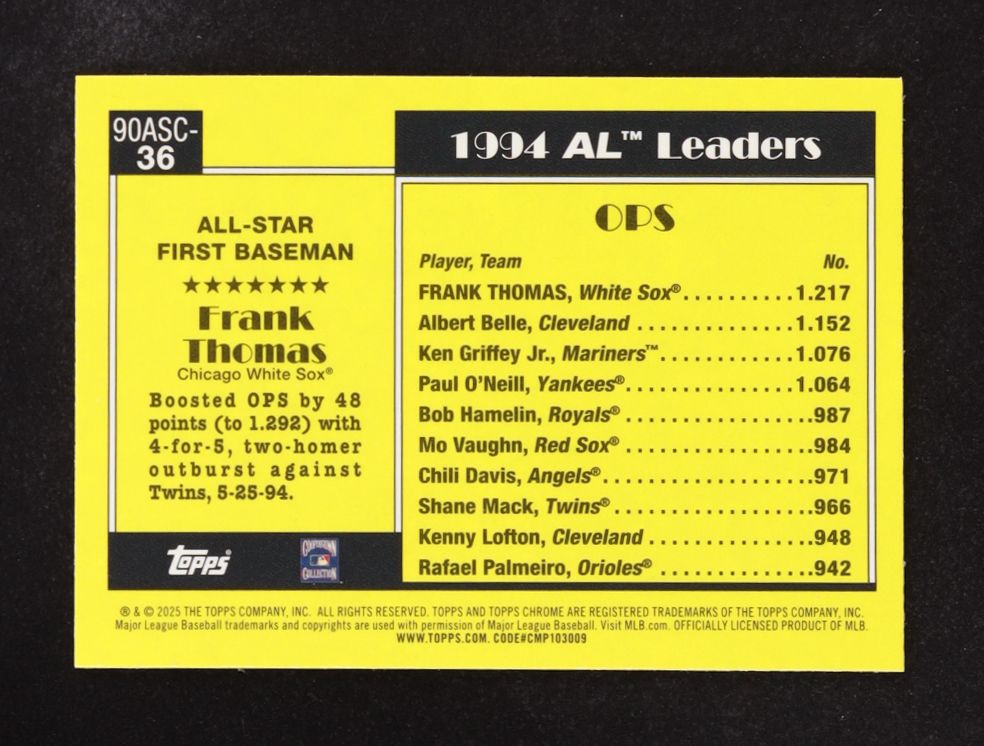 90ASC-
36
1994 AL™ Leaders
ALL-STAR
FIRST BASEMAN
★★★★★★★
Frank
Thomas
Chicago White Sox®
Boosted OPS by 48
points (to 1.292) with
4-for-5, two-homer
outburst against
Twins, 5-25-94.
OPS
Player, Team No.
FRANK THOMAS, White Sox®..........1.217
Albert Belle, Cleveland ..............1.152
Ken Griffey Jr., Mariners™............1.076
Paul O'Neill, Yankees®...............1.064
Bob Hamelin, Royals® .................987
Mo Vaughn, Red Sox® .................984
Chili Davis, Angels®...................971
Shane Mack, Twins® ..................966
Kenny Lofton, Cleveland ..............948
Rafael Palmeiro, Orioles® .............942
Topps®
COOPERSTOWN
COLLECTION
® & © 2025 THE TOPPS COMPANY, INC. ALL RIGHTS RESERVED. TOPPS AND TOPPS CHROME ARE REGISTERED TRADEMARKS OF THE TOPPS COMPANY, INC.
Major League Baseball trademarks and copyrights are used with permission of Major League Baseball. Visit MLB.com. OFFICIALLY LICENSED PRODUCT OF MLB.
WWW.TOPPS.COM. CODE#CMP103009